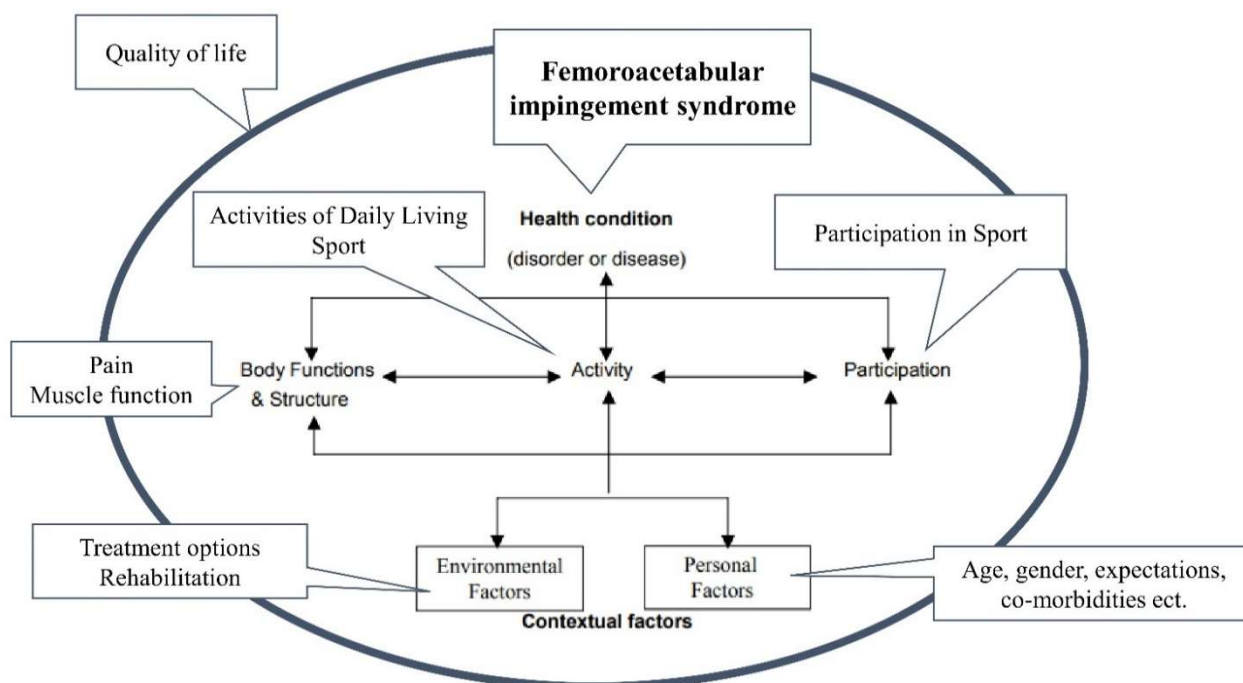 Quality of life
Femoroacetabular
impingement syndrome
Activities of Daily Living
Sport
Health condition
(disorder or disease)
Participation in Sport
Pain
Muscle function
Body Functions
& Structure
Activity
Participation
Treatment options
Rehabilitation
Environmental
Factors
Personal
Factors
Contextual factors
Age, gender, expectations,
co-morbidities ect.